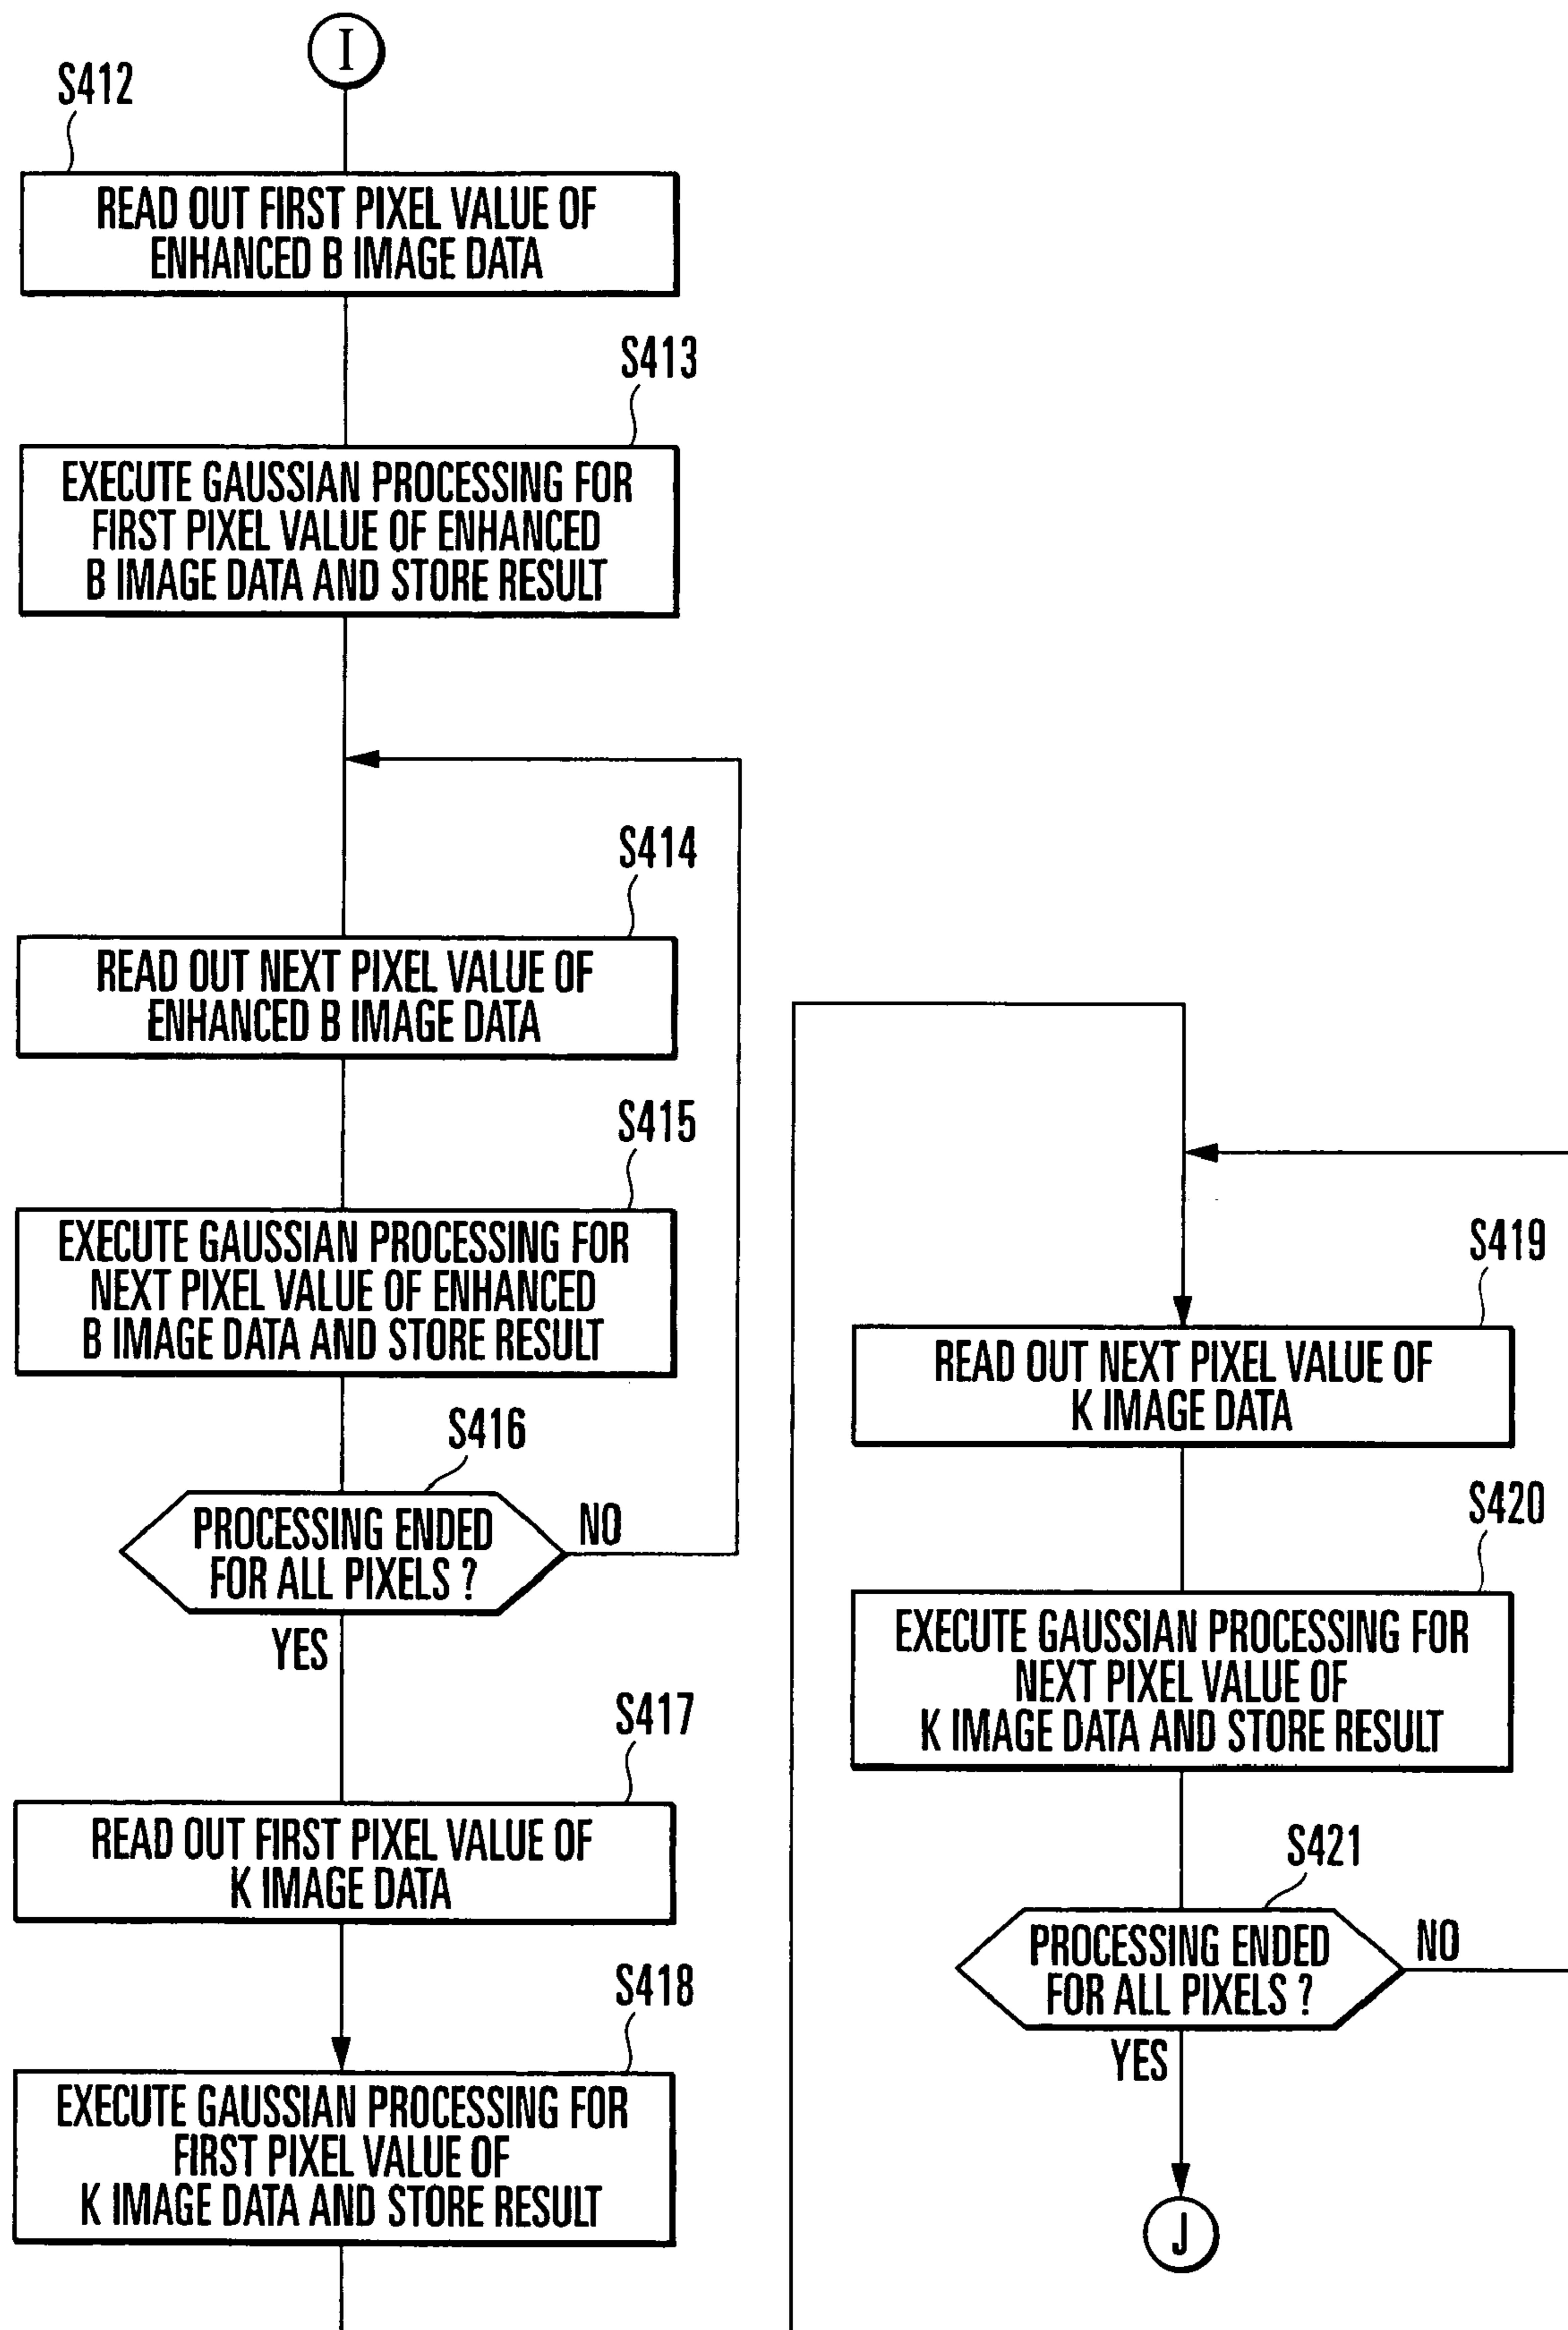 I
S412
READ OUT FIRST PIXEL VALUE OF
ENHANCED B IMAGE DATA
S413
EXECUTE GAUSSIAN PROCESSING FOR
FIRST PIXEL VALUE OF ENHANCED
B IMAGE DATA AND STORE RESULT
S414
READ OUT NEXT PIXEL VALUE OF
ENHANCED B IMAGE DATA
S415
EXECUTE GAUSSIAN PROCESSING FOR
NEXT PIXEL VALUE OF ENHANCED
B IMAGE DATA AND STORE RESULT
S416
PROCESSING ENDED
FOR ALL PIXELS ?
NO
YES
S417
READ OUT FIRST PIXEL VALUE OF
K IMAGE DATA
S418
EXECUTE GAUSSIAN PROCESSING FOR
FIRST PIXEL VALUE OF
K IMAGE DATA AND STORE RESULT
S419
READ OUT NEXT PIXEL VALUE OF
K IMAGE DATA
S420
EXECUTE GAUSSIAN PROCESSING FOR
NEXT PIXEL VALUE OF
K IMAGE DATA AND STORE RESULT
S421
PROCESSING ENDED
FOR ALL PIXELS ?
NO
YES
J